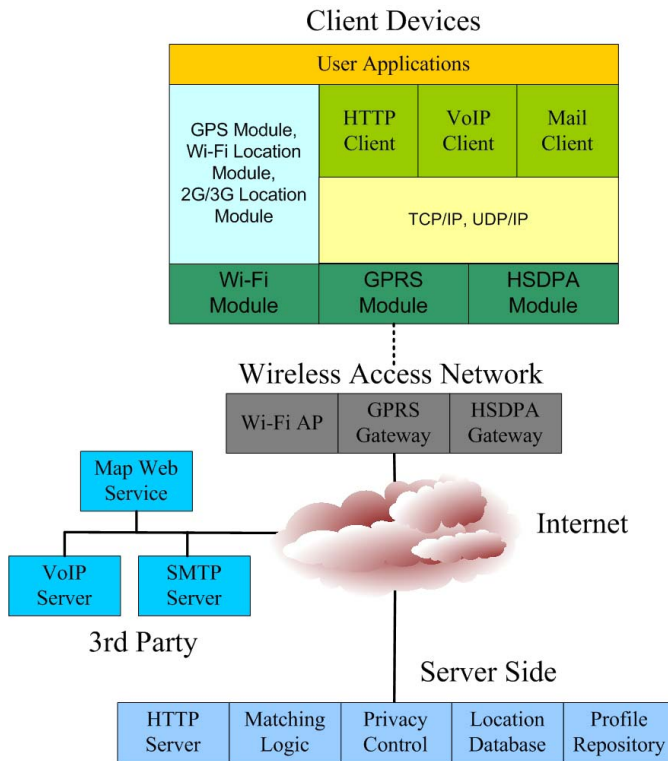 Client Devices
User Applications
GPS Module,
Wi-Fi Location
Module,
2G/3G Location
Module
HTTP
Client
VoIP
Client
Mail
Client
TCP/IP, UDP/IP
Wi-Fi
Module
GPRS
Module
HSDPA
Module
Wireless Access Network
Wi-Fi AP
GPRS
Gateway
HSDPA
Gateway
Map Web
Service
Internet
VoIP
Server
SMTP
Server
3rd Party
Server Side
HTTP
Server
Matching
Logic
Privacy
Control
Location
Database
Profile
Repository